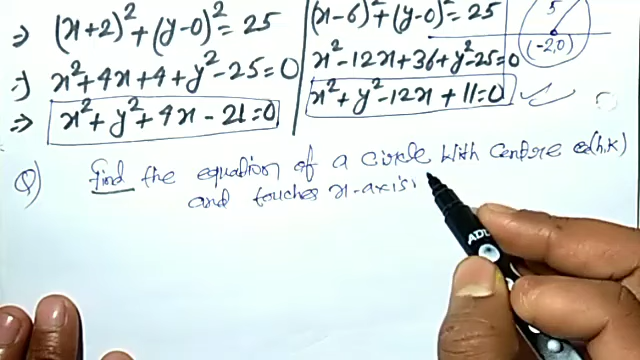 ⇒ (x+2)²+(y-0)²=25
⇒ x²+4x+4+y²-25=0
⇒ x²+y²+4x-21=0
(x-6)²+(y-0)²=25
x²-12x+36+y²-25=0
x²+y²-12x+11=0
5
(-2,0)
Q) Find the equation of a circle with centre (h,k)
and touches x-axis.